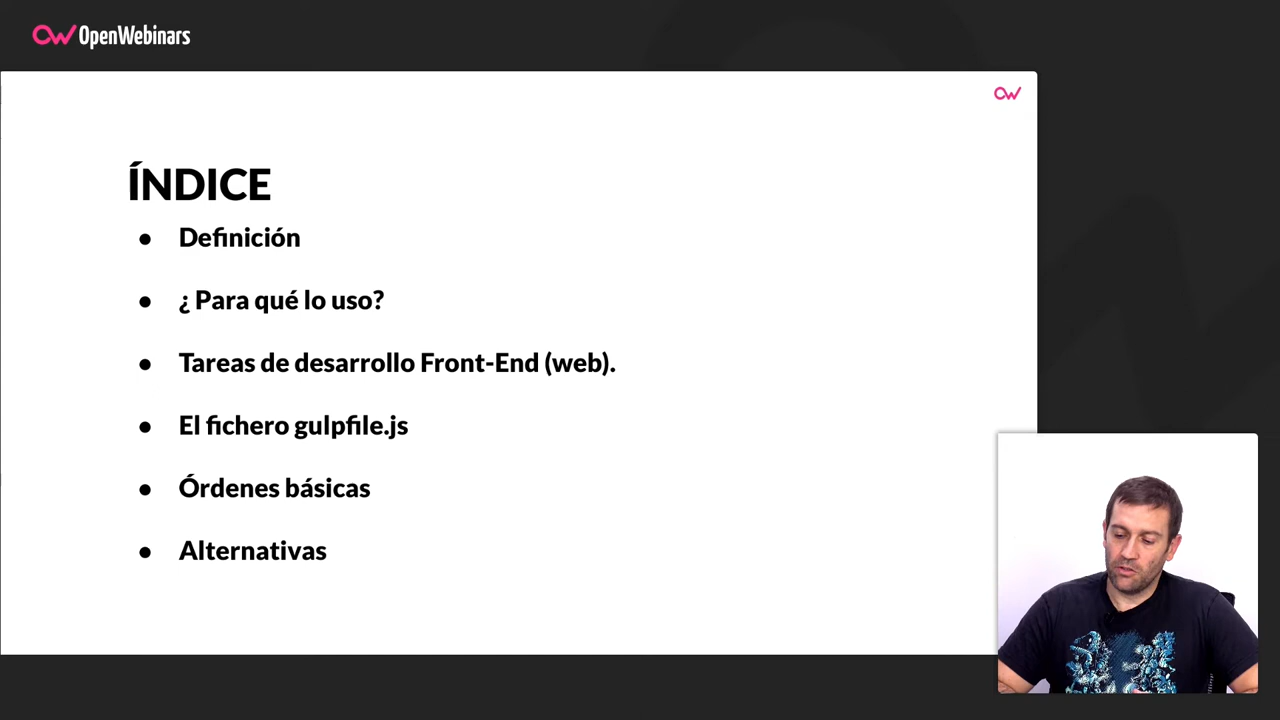 OpenWebinars
ÍNDICE
● Definición
● ¿ Para qué lo uso?
● Tareas de desarrollo Front-End (web).
● El fichero gulpfile.js
● Órdenes básicas
● Alternativas